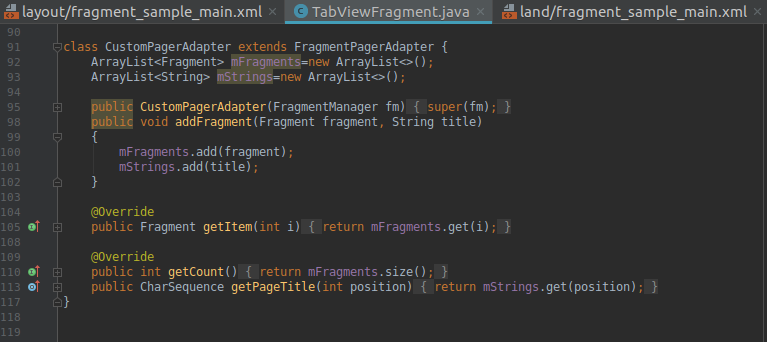 layout/fragment_sample_main.xml × TabViewFragment.java × land/fragment_sample_main.xml ×
90
91 class CustomPagerAdapter extends FragmentPagerAdapter {
92 ArrayList<Fragment> mFragments=new ArrayList<>();
93 ArrayList<String> mStrings=new ArrayList<>();
94
95 public CustomPagerAdapter(FragmentManager fm) { super(fm); }
98 public void addFragment(Fragment fragment, String title)
99 {
100 mFragments.add(fragment);
101 mStrings.add(title);
102 }
103
104 @Override
105 public Fragment getItem(int i) { return mFragments.get(i); }
108
109 @Override
110 public int getCount() { return mFragments.size(); }
113 public CharSequence getPageTitle(int position) { return mStrings.get(position); }
117 }
118
119